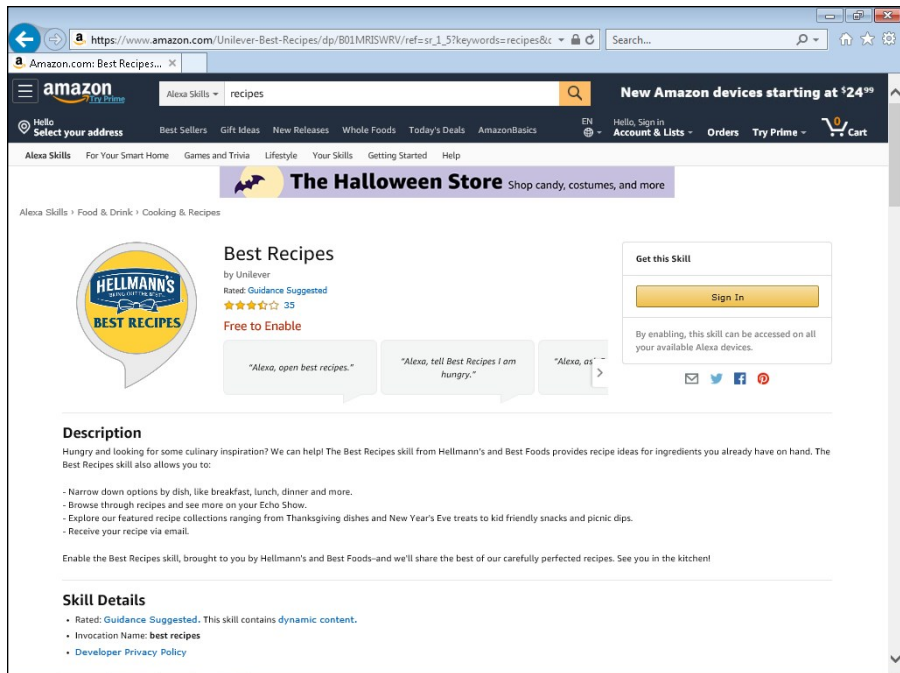 https://www.amazon.com/Unilever-Best-Recipes/dp/B01MRISWRV/ref=sr_1_5?keywords=recipes&
Search...
Amazon.com: Best Recipes...
amazon
Try Prime
Alexa Skills
recipes
New Amazon devices starting at $24⁹⁹
Hello
Select your address
Best Sellers Gift Ideas New Releases Whole Foods Today's Deals AmazonBasics
EN
Hello, Sign in
Account & Lists
Orders
Try Prime
0
Cart
Alexa Skills For Your Smart Home Games and Trivia Lifestyle Your Skills Getting Started Help
The Halloween Store Shop candy, costumes, and more
Alexa Skills › Food & Drink › Cooking & Recipes
HELLMANN'S
BEST RECIPES
Best Recipes
by Unilever
Rated: Guidance Suggested
35
Free to Enable
"Alexa, open best recipes."
"Alexa, tell Best Recipes I am
hungry."
"Alexa,
Get this Skill
Sign In
By enabling, this skill can be accessed on all
your available Alexa devices.
Description
Hungry and looking for some culinary inspiration? We can help! The Best Recipes skill from Hellmann's and Best Foods provides recipe ideas for ingredients you already have on hand. The
Best Recipes skill also allows you to:
- Narrow down options by dish, like breakfast, lunch, dinner and more.
- Browse through recipes and see more on your Echo Show.
- Explore our featured recipe collections ranging from Thanksgiving dishes and New Year's Eve treats to kid friendly snacks and picnic dips.
- Receive your recipe via email.
Enable the Best Recipes skill, brought to you by Hellmann's and Best Foods–and we'll share the best of our carefully perfected recipes. See you in the kitchen!
Skill Details
• Rated: Guidance Suggested. This skill contains dynamic content.
• Invocation Name: best recipes
• Developer Privacy Policy